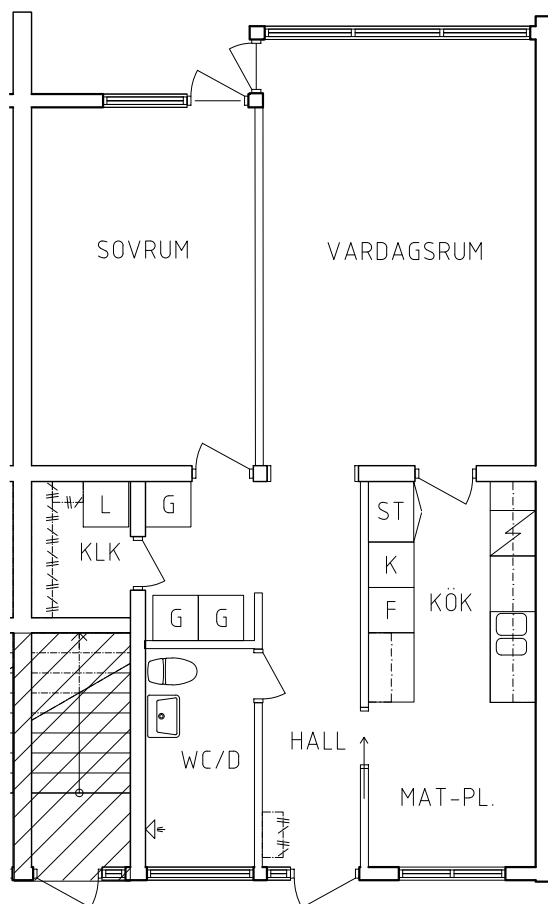 SOVRUM
VARDAGSRUM
L
G
ST
KLK
K
G
G
F
KÖK
HALL
WC/D
MAT-PL.